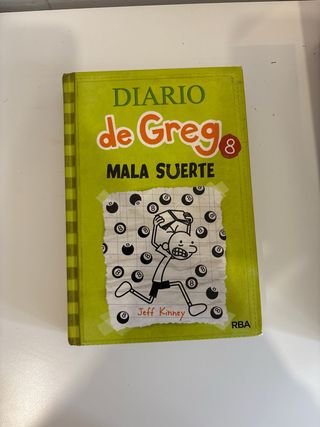 DIARIO
de Greg 8
MALA SUERTE
Jeff Kinney
RBA